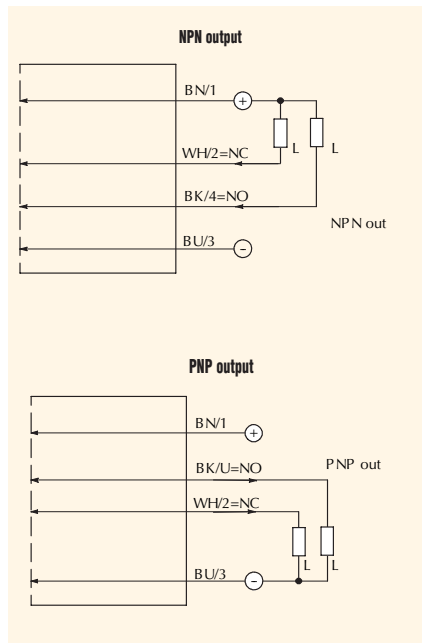 NPN output
BN/1
+
L
L
WH/2=NC
BK/4=NO
NPN out
BU/3
-
PNP output
BN/1
+
BK/U=NO
PNP out
WH/2=NC
L
L
BU/3
-